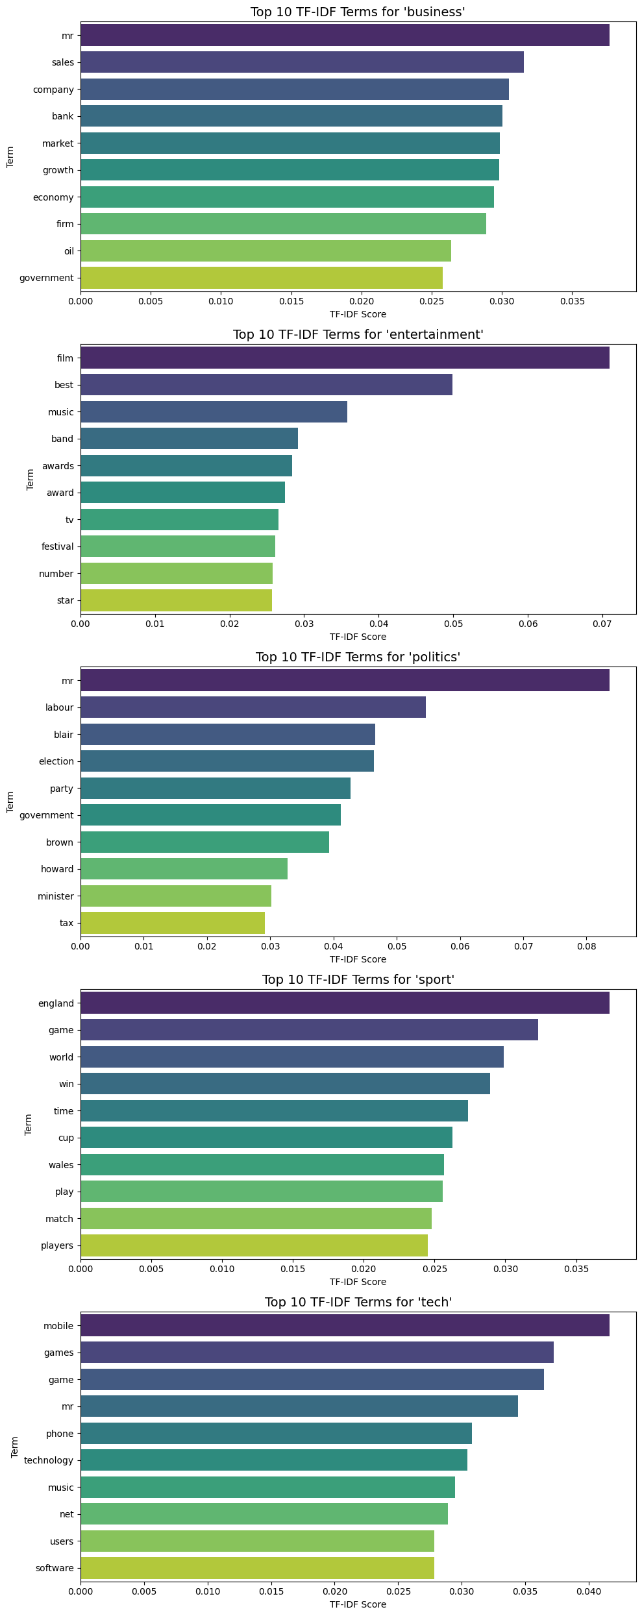 Top 10 TF-IDF Terms for 'business'
Term
mr
sales
company
bank
market
growth
economy
firm
oil
government
0.000 0.005 0.010 0.015 0.020 0.025 0.030 0.035
TF-IDF Score
Top 10 TF-IDF Terms for 'entertainment'
Term
film
best
music
band
awards
award
tv
festival
number
star
0.00 0.01 0.02 0.03 0.04 0.05 0.06 0.07
TF-IDF Score
Top 10 TF-IDF Terms for 'politics'
Term
mr
labour
blair
election
party
government
brown
howard
minister
tax
0.00 0.01 0.02 0.03 0.04 0.05 0.06 0.07 0.08
TF-IDF Score
Top 10 TF-IDF Terms for 'sport'
Term
england
game
world
win
time
cup
wales
play
match
players
0.000 0.005 0.010 0.015 0.020 0.025 0.030 0.035
TF-IDF Score
Top 10 TF-IDF Terms for 'tech'
Term
mobile
games
game
mr
phone
technology
music
net
users
software
0.000 0.005 0.010 0.015 0.020 0.025 0.030 0.035 0.040
TF-IDF Score